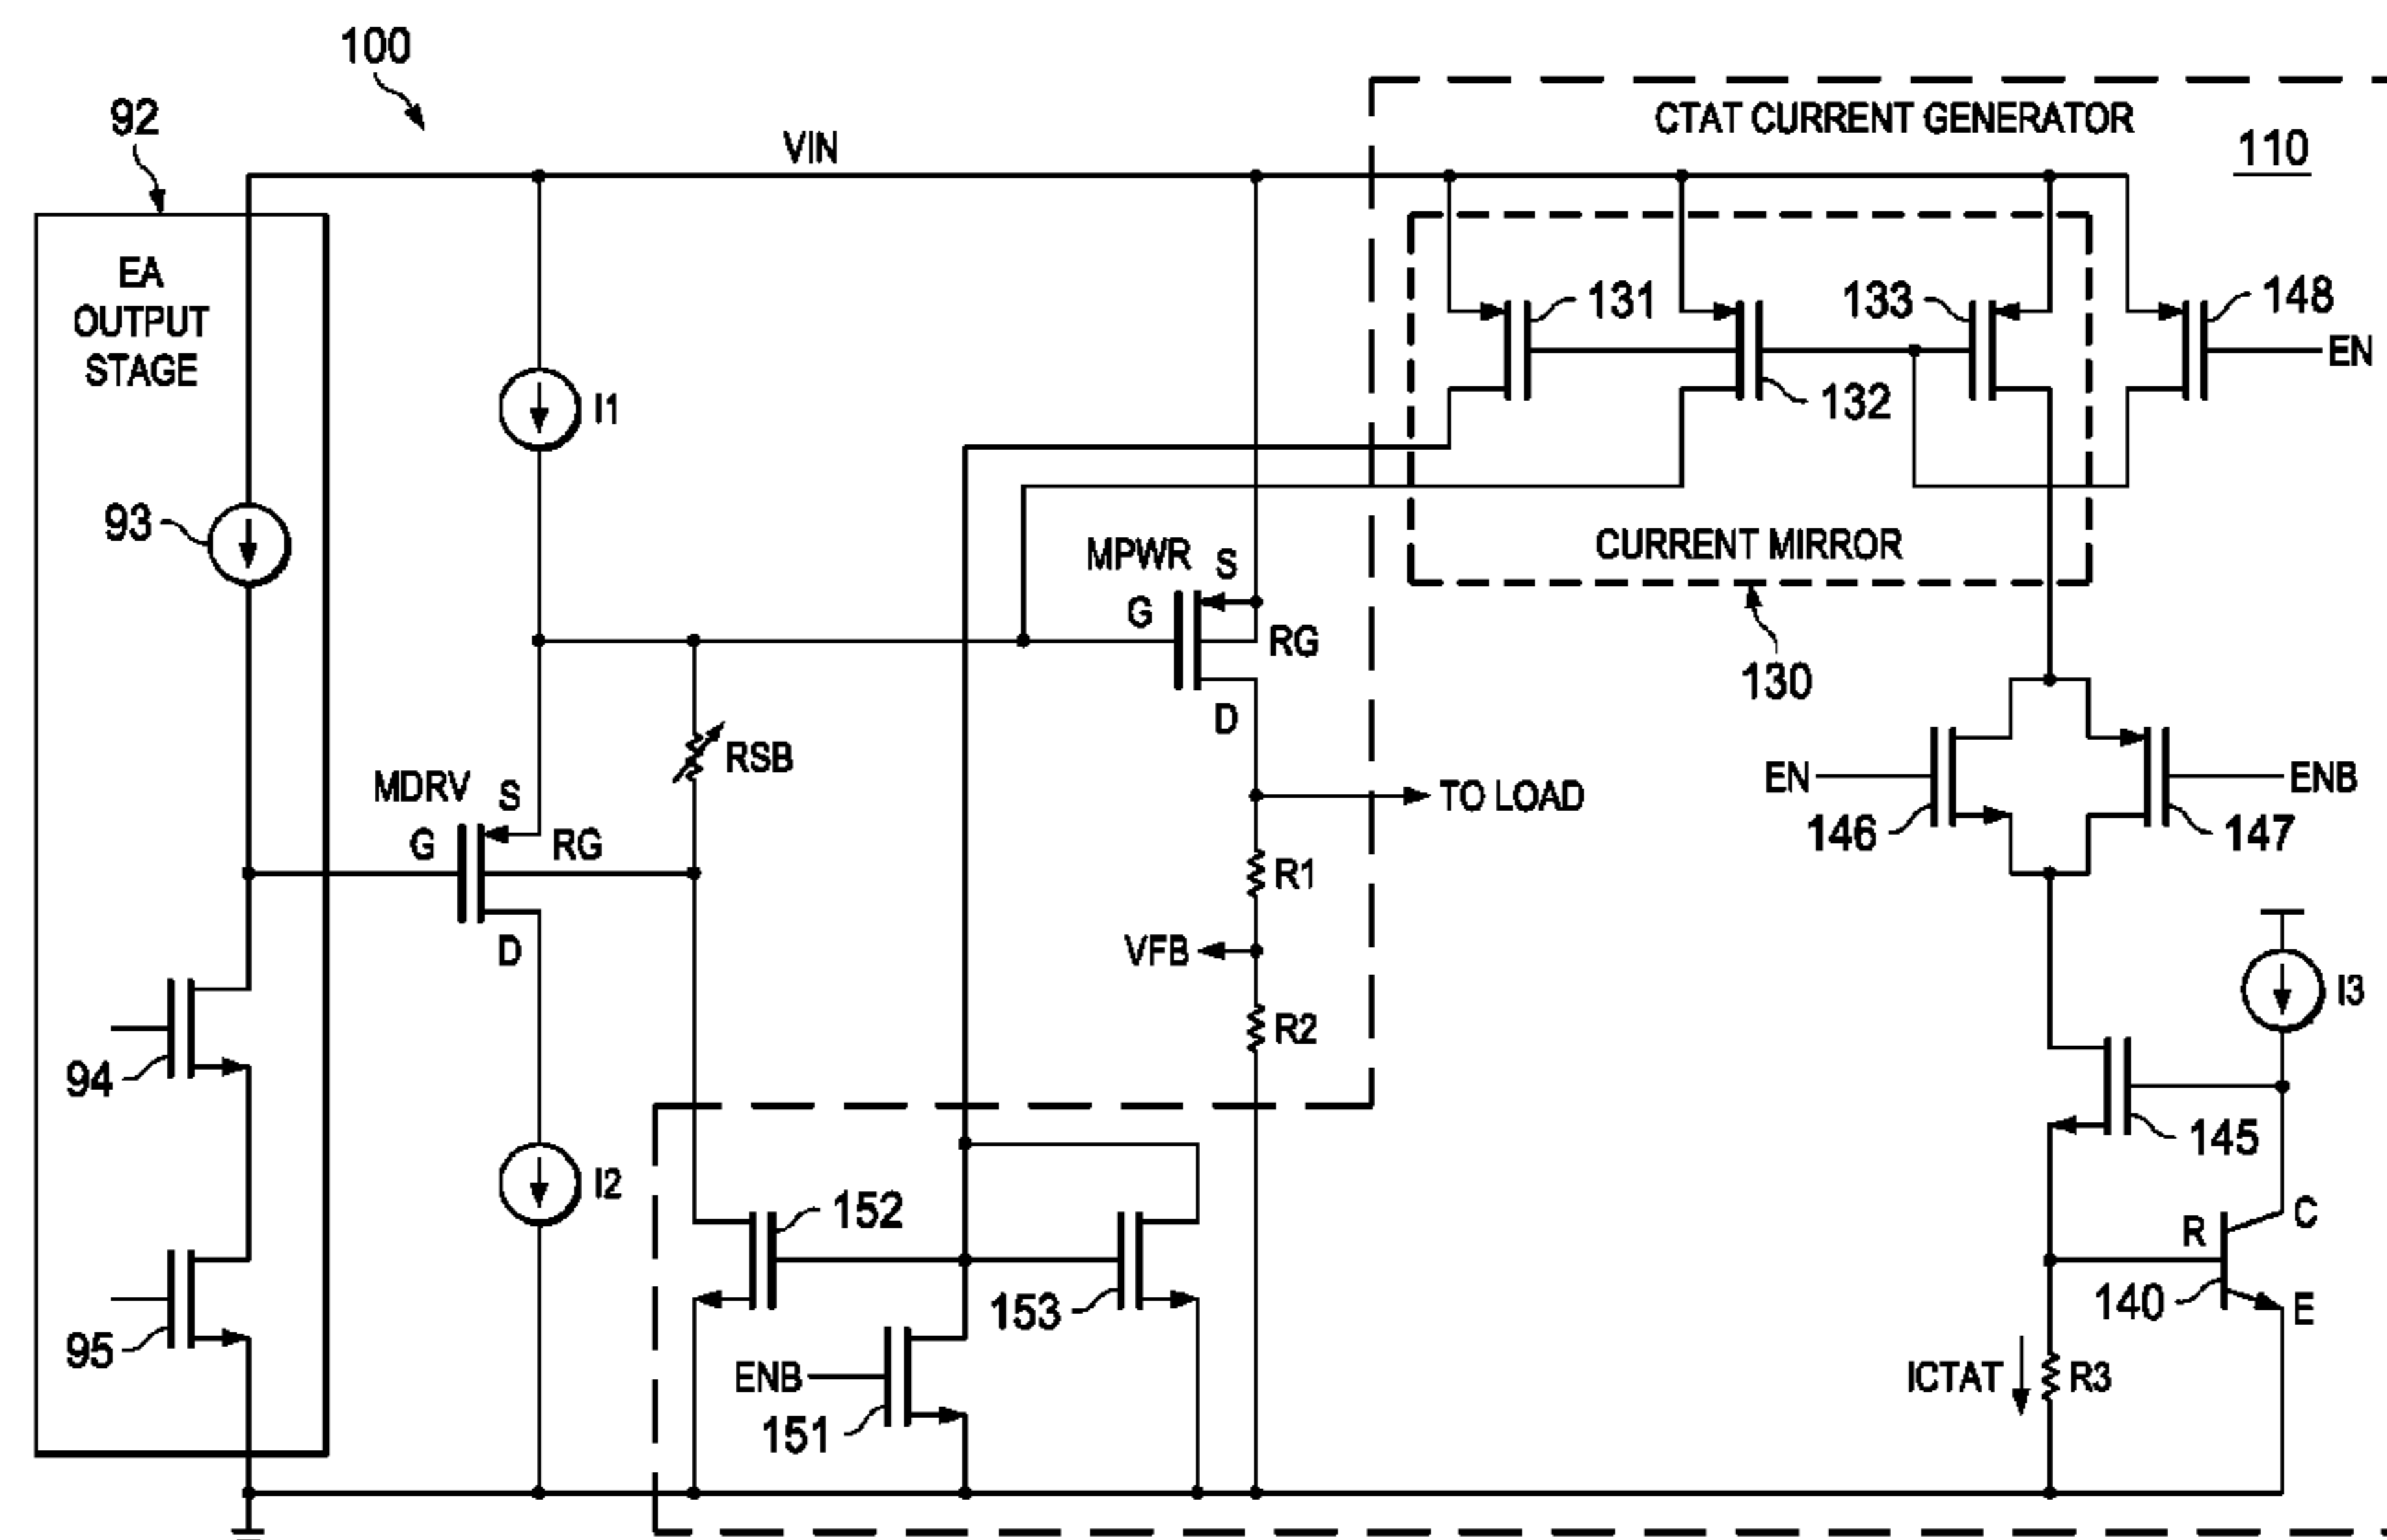 100
92
VIN
CTAT CURRENT GENERATOR
110
EA
OUTPUT
STAGE
131
133
148
EN
132
I1
93
CURRENT MIRROR
MPWR
S
G
RG
D
130
RSB
MDRV
S
G
RG
D
TO LOAD
EN
ENB
146
147
R1
VFB
R2
I3
94
145
I2
152
R
C
140
E
153
95
ENB
151
ICTAT
R3